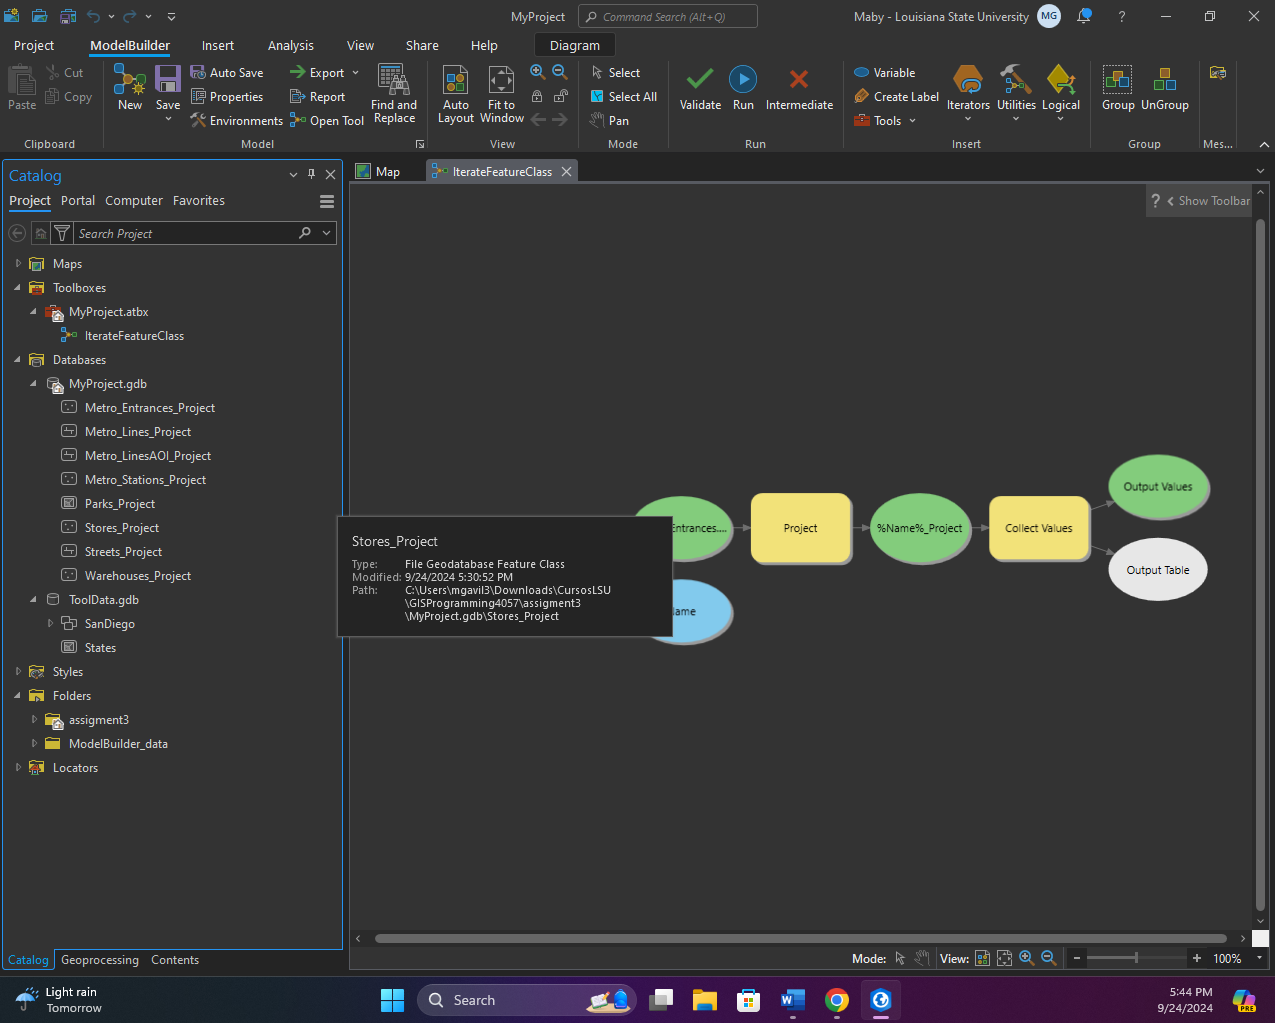 MyProject
Command Search (Alt+Q)
Maby - Louisiana State University
MG
?
Project
ModelBuilder
Insert
Analysis
View
Share
Help
Diagram
Paste
Cut
Copy
Clipboard
New
Save
Auto Save
Properties
Environments
Export
Report
Open Tool
Find and
Replace
Model
Auto
Layout
Fit to
Window
View
Select
Select All
Pan
Mode
Validate
Run
Intermediate
Run
Variable
Create Label
Tools
Iterators
Utilities
Logical
Insert
Group
UnGroup
Group
Mes...
Catalog
Project
Portal
Computer
Favorites
Search Project
Maps
Toolboxes
MyProject.atbx
IterateFeatureClass
Databases
MyProject.gdb
Metro_Entrances_Project
Metro_Lines_Project
Metro_LinesAOI_Project
Metro_Stations_Project
Parks_Project
Stores_Project
Streets_Project
Warehouses_Project
ToolData.gdb
SanDiego
States
Styles
Folders
assigment3
ModelBuilder_data
Locators
Catalog
Geoprocessing
Contents
Map
IterateFeatureClass
? < Show Toolbar
Entrances....
Project
%Name%_Project
Collect Values
Output Values
Output Table
ame
Stores_Project
Type: File Geodatabase Feature Class
Modified: 9/24/2024 5:30:52 PM
Path: C:\Users\mgavil3\Downloads\CursosLSU
\GISProgramming4057\assigment3
\MyProject.gdb\Stores_Project
Mode:
View:
100%
Light rain
Tomorrow
Search
5:44 PM
9/24/2024
PRE